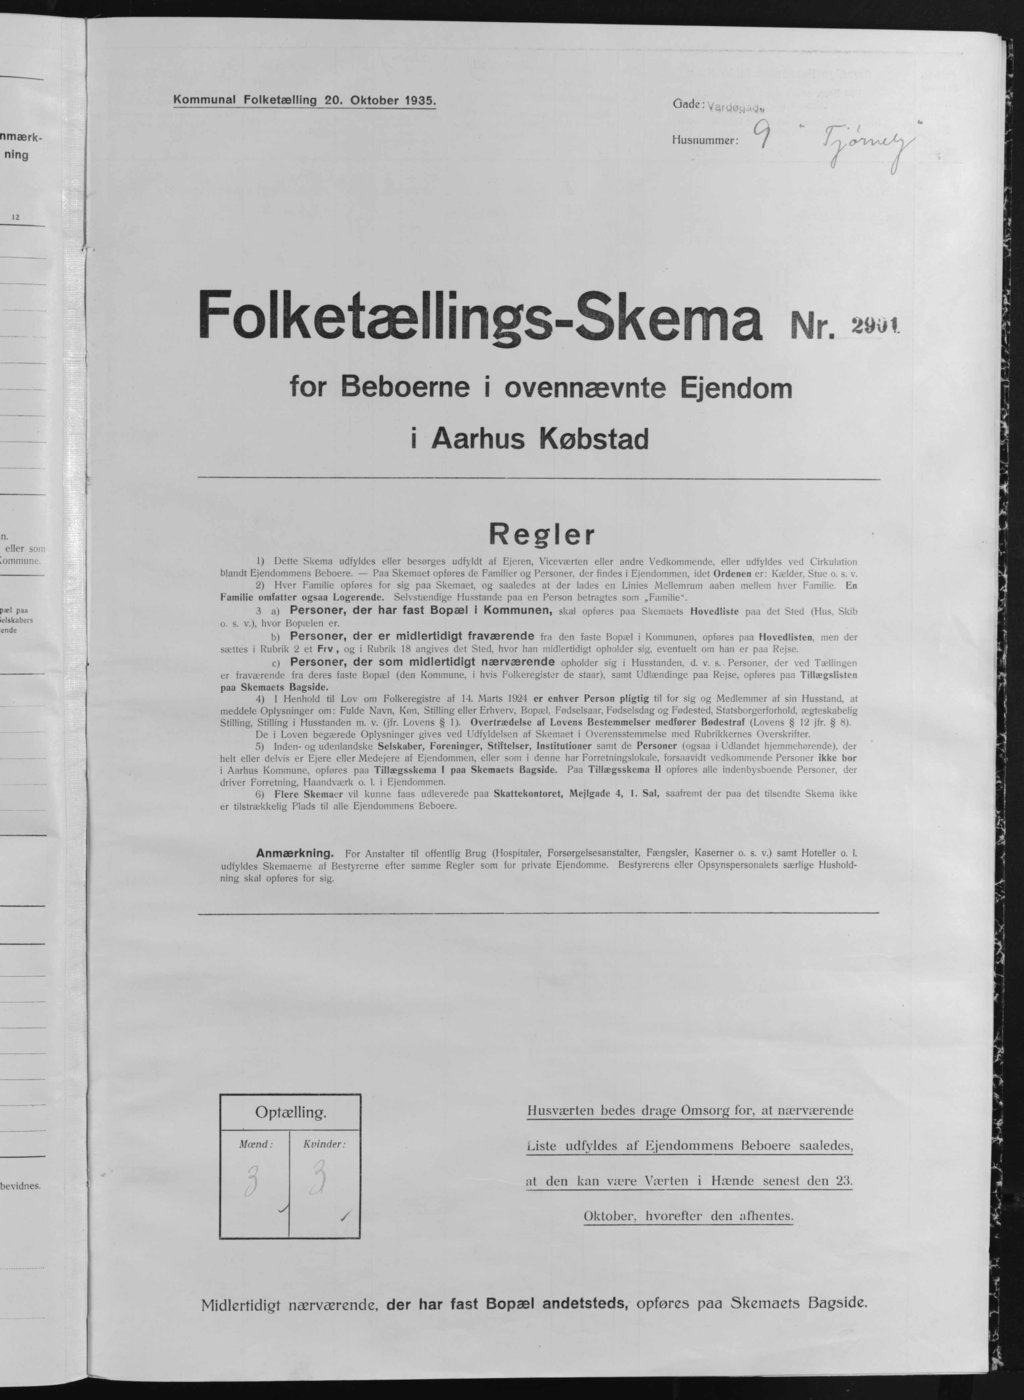 nmærk-
ning
12
n.
eller som
Kommune.
pæl paa
Selskabers
ende
bevidnes.
Kommunal Folketælling 20. Oktober 1935.
Gade: Vardøgade
Husnummer: 9 "Tjørnely"
Folketællings-Skema Nr. 2901
for Beboerne i ovennævnte Ejendom
i Aarhus Købstad
Regler
1) Dette Skema udfyldes eller besørges udfyldt af Ejeren, Viceværten eller andre Vedkommende, eller udfyldes ved Cirkulation
blandt Ejendommens Beboere. — Paa Skemaet opføres de Familier og Personer, der findes i Ejendommen, idet Ordenen er: Kælder, Stue o. s. v.
2) Hver Familie opføres for sig paa Skemaet, og saaledes at der lades en Linies Mellemrum aaben mellem hver Familie. En
Familie omfatter ogsaa Logerende. Selvstændige Husstande paa en Person betragtes som „Familie".
3 a) Personer, der har fast Bopæl i Kommunen, skal opføres paa Skemaets Hovedliste paa det Sted (Hus, Skib
o. s. v.), hvor Bopælen er.
b) Personer, der er midlertidigt fraværende fra den faste Bopæl i Kommunen, opføres paa Hovedlisten, men der
sættes i Rubrik 2 et Frv, og i Rubrik 18 angives det Sted, hvor han midlertidigt opholder sig, eventuelt om han er paa Rejse.
c) Personer, der som midlertidigt nærværende opholder sig i Husstanden, d. v. s. Personer, der ved Tællingen
er fraværende fra deres faste Bopæl (den Kommune, i hvis Folkeregister de staar), samt Udlændinge paa Rejse, opføres paa Tillægslisten
paa Skemaets Bagside.
4) I Henhold til Lov om Folkeregistre af 14. Marts 1924 er enhver Person pligtig til for sig og Medlemmer af sin Husstand, at
meddele Oplysninger om: Fulde Navn, Køn, Stilling eller Erhverv, Bopæl, Fødselsaar, Fødselsdag og Fødested, Statsborgerforhold, ægteskabelig
Stilling, Stilling i Husstanden m. v. (jfr. Lovens § 1). Overtrædelse af Lovens Bestemmelser medfører Bødestraf (Lovens § 12 jfr. § 8).
De i Loven begærede Oplysninger gives ved Udfyldelsen af Skemaet i Overensstemmelse med Rubrikkernes Overskrifter.
5) Inden- og udenlandske Selskaber, Foreninger, Stiftelser, Institutioner samt de Personer (ogsaa i Udlandet hjemmehørende), der
helt eller delvis er Ejere eller Medejere af Ejendommen, eller som i denne har Forretningslokale, forsaavidt vedkommende Personer ikke bor
i Aarhus Kommune, opføres paa Tillægsskema I paa Skemaets Bagside. Paa Tillægsskema II opføres alle indenbysboende Personer, der
driver Forretning, Haandværk o. l. i Ejendommen.
6) Flere Skemaer vil kunne faas udleverede paa Skattekontoret, Mejlgade 4, 1. Sal, saafremt der paa det tilsendte Skema ikke
er tilstrækkelig Plads til alle Ejendommens Beboere.
Anmærkning. For Anstalter til offentlig Brug (Hospitaler, Forsørgelsesanstalter, Fængsler, Kaserner o. s. v.) samt Hoteller o. l.
udfyldes Skemaerne af Bestyrerne efter samme Regler som for private Ejendomme. Bestyrerens eller Opsynspersonalets særlige Hushold-
ning skal opføres for sig.
Optælling.
Mænd: Kvinder:
3 3
Husværten bedes drage Omsorg for, at nærværende
Liste udfyldes af Ejendommens Beboere saaledes,
at den kan være Værten i Hænde senest den 23.
Oktober, hvorefter den afhentes.
Midlertidigt nærværende, der har fast Bopæl andetsteds, opføres paa Skemaets Bagside.